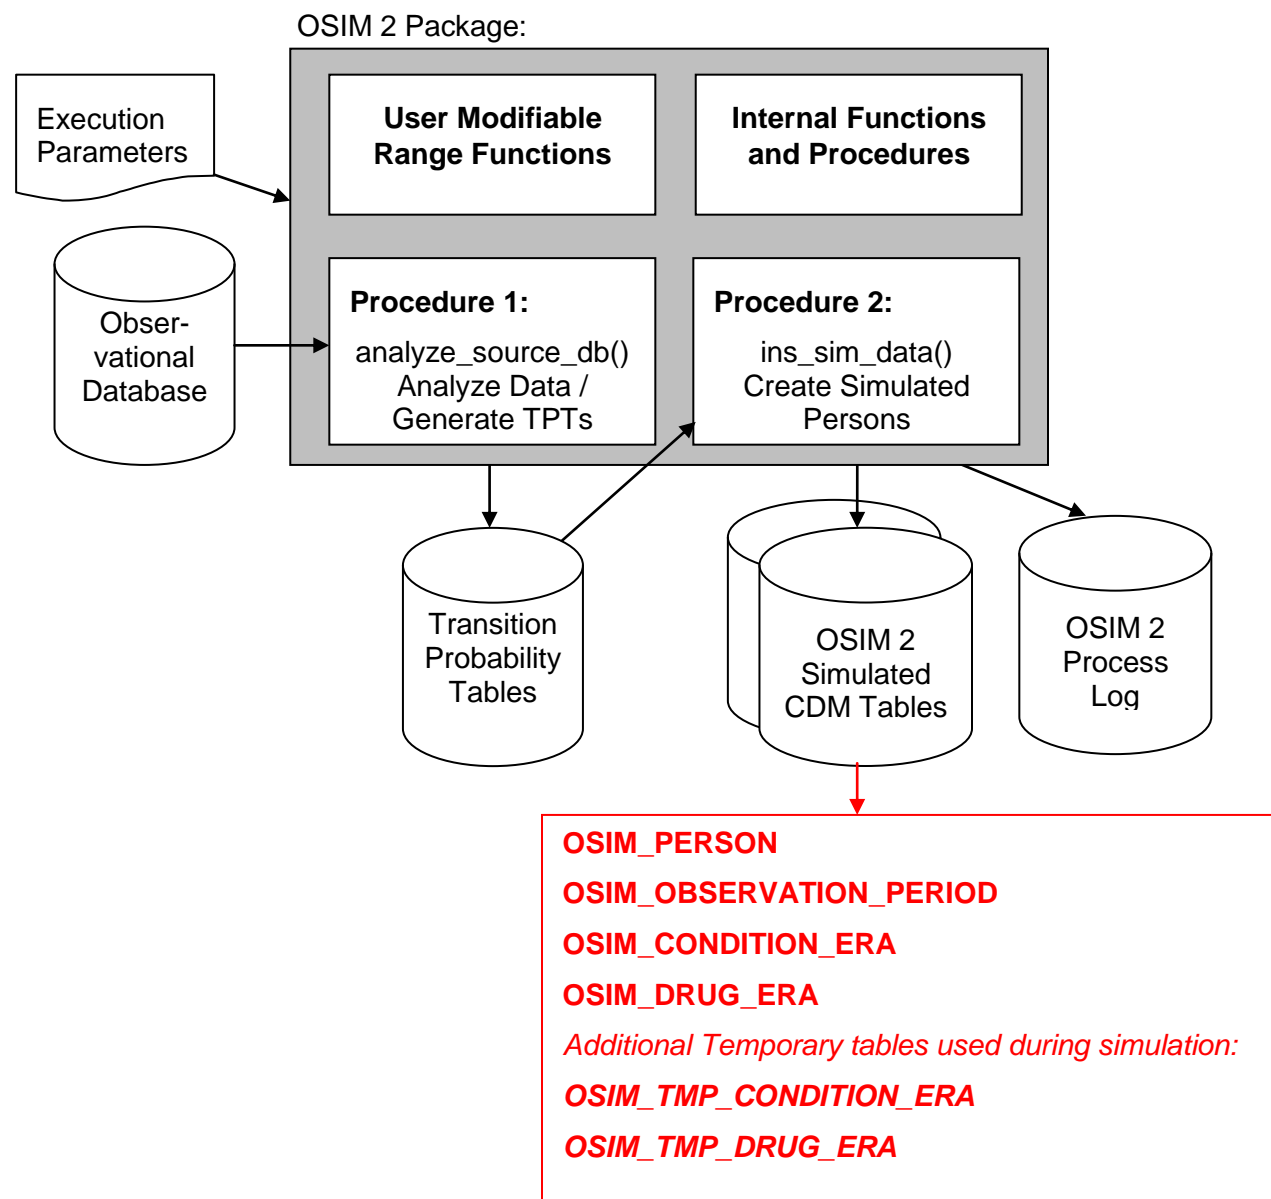 OSIM 2 Package:
Execution
Parameters
User Modifiable
Range Functions
Internal Functions
and Procedures
Obser-
vational
Database
Procedure 1:
analyze_source_db()
Analyze Data /
Generate TPTs
Procedure 2:
ins_sim_data()
Create Simulated
Persons
Transition
Probability
Tables
OSIM 2
Simulated
CDM Tables
OSIM 2
Process
Log
OSIM_PERSON
OSIM_OBSERVATION_PERIOD
OSIM_CONDITION_ERA
OSIM_DRUG_ERA
Additional Temporary tables used during simulation:
OSIM_TMP_CONDITION_ERA
OSIM_TMP_DRUG_ERA